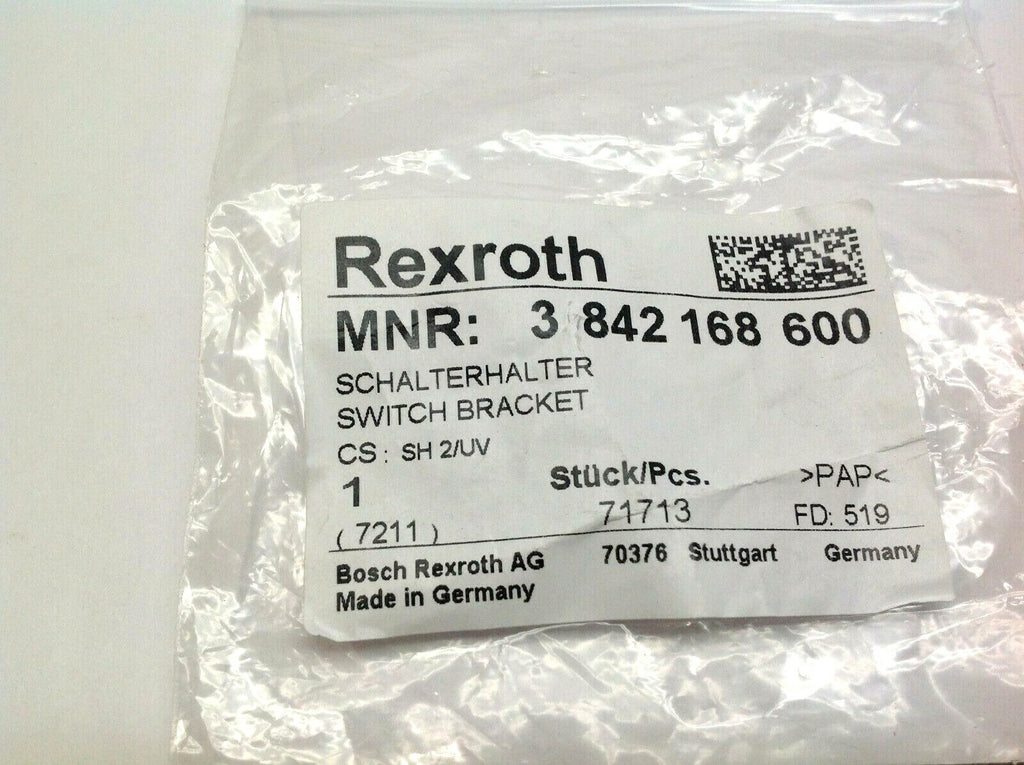 Rexroth
MNR: 3 842 168 600
SCHALTERHALTER
SWITCH BRACKET
CS : SH 2/UV
1 Stück/Pcs. >PAP<
( 7211 ) 71713 FD: 519
Bosch Rexroth AG 70376 Stuttgart Germany
Made in Germany